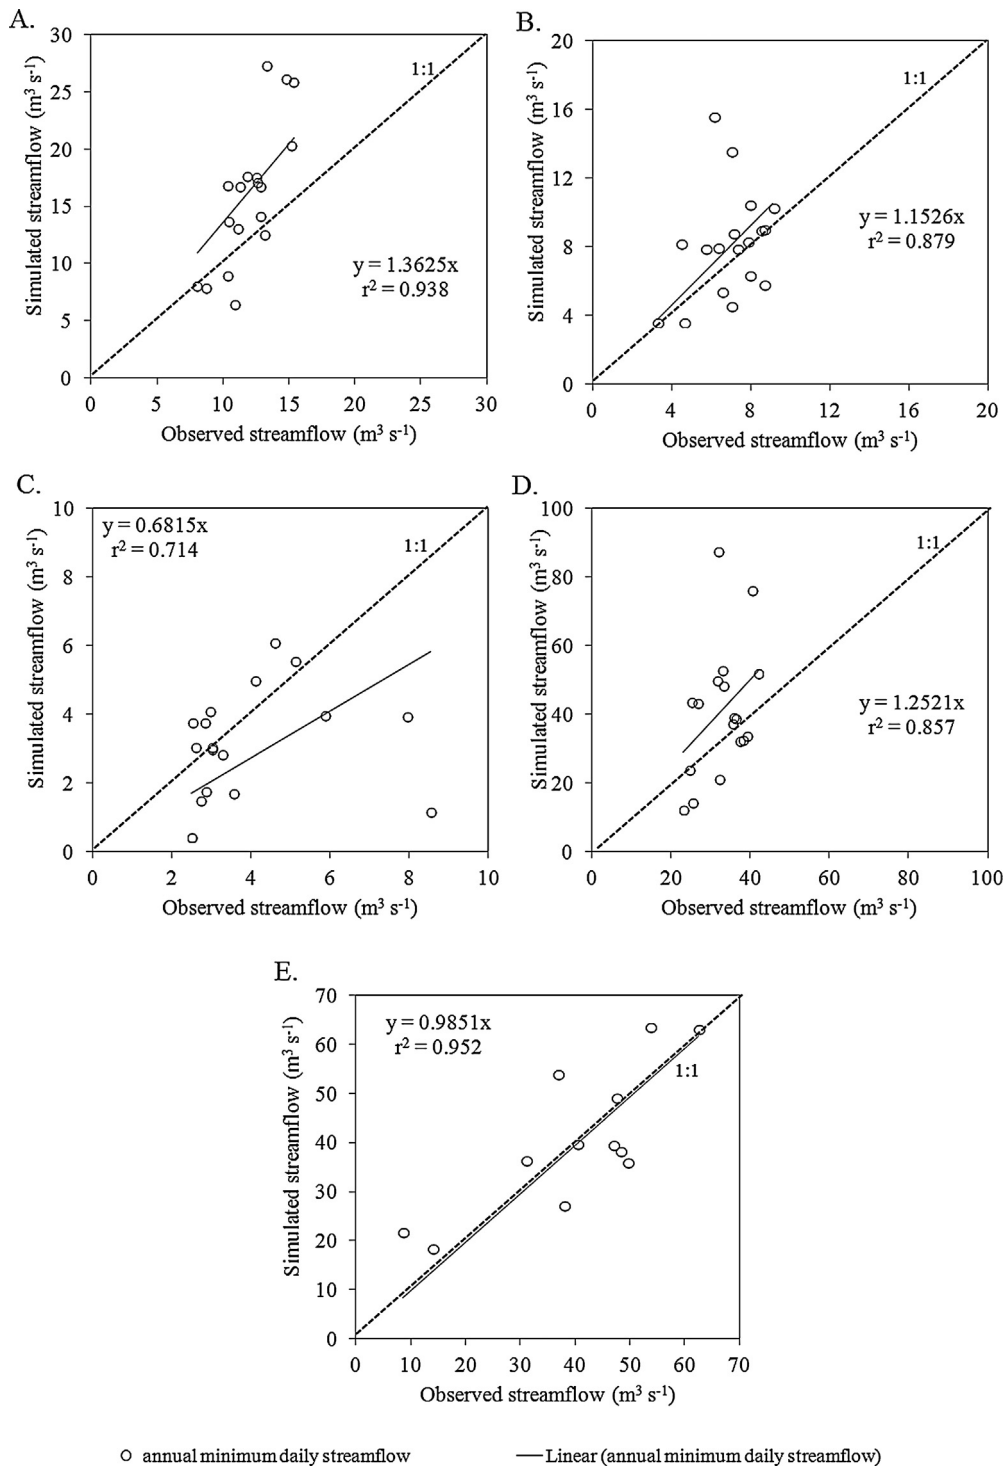 A.
30
25
20
15
10
5
0
0 5 10 15 20 25 30
Simulated streamflow (m³ s⁻¹)
Observed streamflow (m³ s⁻¹)
1:1
y = 1.3625x
r² = 0.938
B.
20
16
12
8
4
0
0 4 8 12 16 20
Simulated streamflow (m³ s⁻¹)
Observed streamflow (m³ s⁻¹)
1:1
y = 1.1526x
r² = 0.879
C.
10
8
6
4
2
0
0 2 4 6 8 10
Simulated streamflow (m³ s⁻¹)
Observed streamflow (m³ s⁻¹)
y = 0.6815x
r² = 0.714
1:1
D.
100
80
60
40
20
0
0 20 40 60 80 100
Simulated streamflow (m³ s⁻¹)
Observed streamflow (m³ s⁻¹)
1:1
y = 1.2521x
r² = 0.857
E.
70
60
50
40
30
20
10
0
0 10 20 30 40 50 60 70
Simulated streamflow (m³ s⁻¹)
Observed streamflow (m³ s⁻¹)
y = 0.9851x
r² = 0.952
1:1
annual minimum daily streamflow
Linear (annual minimum daily streamflow)